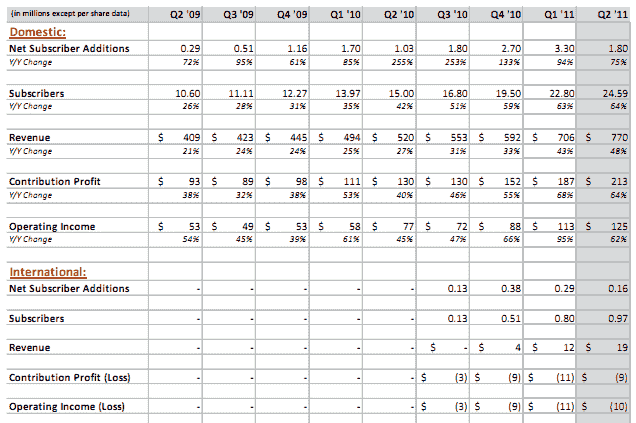 (in millions except per share data) Q2 '09 Q3 '09 Q4 '09 Q1 '10 Q2 '10 Q3 '10 Q4 '10 Q1 '11 Q2 '11
Domestic:
Net Subscriber Additions 0.29 0.51 1.16 1.70 1.03 1.80 2.70 3.30 1.80
Y/Y Change 72% 95% 61% 85% 255% 253% 133% 94% 75%
Subscribers 10.60 11.11 12.27 13.97 15.00 16.80 19.50 22.80 24.59
Y/Y Change 26% 28% 31% 35% 42% 51% 59% 63% 64%
Revenue $ 409 $ 423 $ 445 $ 494 $ 520 $ 553 $ 592 $ 706 $ 770
Y/Y Change 21% 24% 24% 25% 27% 31% 33% 43% 48%
Contribution Profit $ 93 $ 89 $ 98 $ 111 $ 130 $ 130 $ 152 $ 187 $ 213
Y/Y Change 38% 32% 38% 53% 40% 46% 55% 68% 64%
Operating Income $ 53 $ 49 $ 53 $ 58 $ 77 $ 72 $ 88 $ 113 $ 125
Y/Y Change 54% 45% 39% 61% 45% 47% 66% 95% 62%
International:
Net Subscriber Additions - - - - - 0.13 0.38 0.29 0.16
Subscribers - - - - - 0.13 0.51 0.80 0.97
Revenue - - - - - $ - $ 4 $ 12 $ 19
Contribution Profit (Loss) - - - - - $ (3) $ (9) $ (11) $ (9)
Operating Income (Loss) - - - - - $ (3) $ (9) $ (11) $ (10)